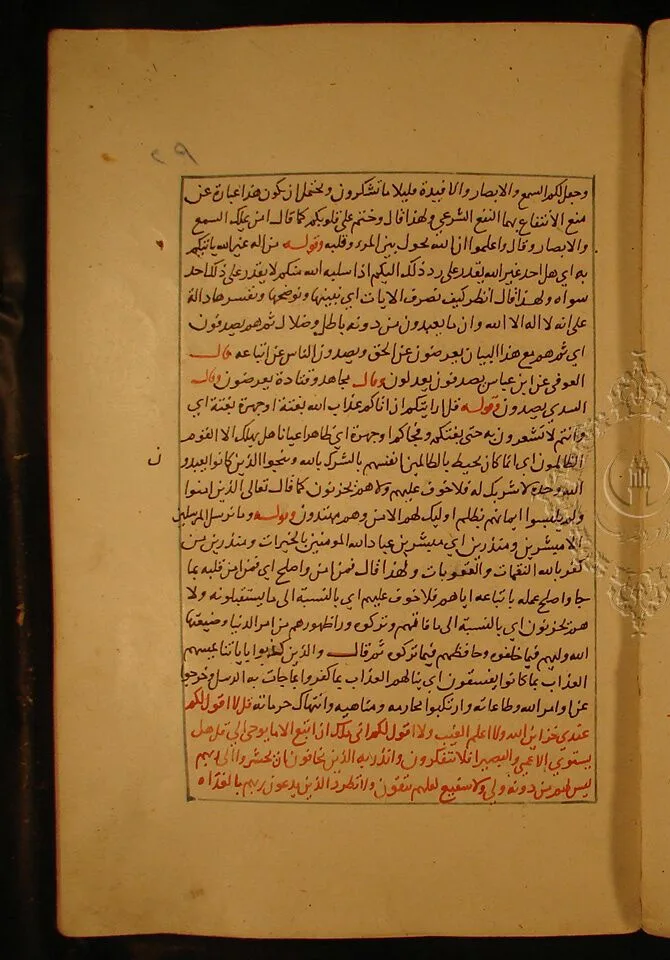 ٢٩
وجعل لكم السمع والابصار والافيدة قليلا ما تشكرون ويحتمل ان يكون هذا عبارة عن
منع الانتفاع بهما النفع الشرعي ولهذا قال وختم على قلوبكم كما قال امن يملك السمع
والابصار وقال واعلموا ان الله يحول بين المرء وقلبه وقوله من اله غير الله ياتيكم
به اي هل احد غير الله يقدر على رد ذلك اليكم اذا سلبه الله منكم لا يقدر على ذلك احد
سواه ولهذا قال انظر كيف نصرف الايات اي نبينها ونوضحها ونفسرها دالة
على انه لا اله الا الله وان ما يعبدون من دونه باطل وضلال ثم هم يصدفون
اي ثم هم مع هذا البيان يعرضون عن الحق ويصدون الناس عن اتباعه قال
العوفي عن ابن عباس يصدفون يعدلون وقال مجاهد وقتادة يعرضون وقال
السدي يصدون وقوله قل ارايتكم ان اتاكم عذاب الله بغتة او جهرة بغتة اي
وانتم لا تشعرون به حتى بغتكم وفجاكم او جهرة اي ظاهرا عيانا هل يهلك الا القوم
الظالمون اي انما كان يحيط بالظالمين انفسهم بالشرك بالله وينجوا الذين كانوا يعبدو
ن
الله وحده لا شريك له فلا خوف عليهم ولا هم يحزنون كما قال تعالى الذين امنوا
ولم يلبسوا ايمانهم بظلم اوليك لهم الامن وهم مهتدون وقوله وما نرسل المرسلين
الا مبشرين ومنذرين اي مبشرين عباد الله المومنين بالخيرات ومنذرين من
كفر بالله النقمات والعقوبات ولهذا قال فمن امن واصلح اي فمن امن قلبه بما
جا واصلح عمله باتباعه اياهم فلا خوف عليهم اي بالنسبة الى ما يستقبلونه ولا
هم يحزنون اي بالنسبة الى ما فاتهم وتركوه وراء ظهورهم من امر الدنيا وضيعتها
الله وليهم فيما خلفوه وحافظهم فيما تركوه ثم قال والذين كذبوا باياتنا يمسهم
العذاب بما كانوا يفسقون اي ينالهم العذاب بما كفروا بما جات به الرسل وخرجوا
عن اوامر الله وطاعاته وارتكبوا محارمه ومناهيه وانتهاك حرماته قل لا اقول لكم
عندي خزاين الله ولا اعلم الغيب ولا اقول لكم اني ملك ان اتبع الا ما يوحى الي قل هل
يستوي الاعمى والبصير افلا تتفكرون وانذر به الذين يخافون ان يحشروا الى ربهم
ليس لهم من دونه ولي ولا شفيع لعلهم يتقون ولا تطرد الذين يدعون ربهم بالغداه